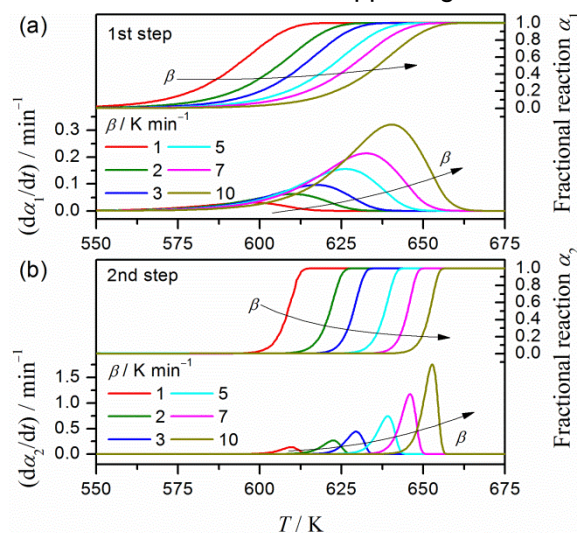 (a)
1st step
β
1.0
0.8
0.6
0.4
0.2
0.0
Fractional reaction α1
β / K min−1
1 5
2 7
3 10
β
0.3
0.2
0.1
0.0
(dα1/dt) / min−1
550 575 600 625 650 675
(b)
2nd step
β
1.0
0.8
0.6
0.4
0.2
0.0
Fractional reaction α2
β / K min−1
1 5
2 7
3 10
β
1.5
1.0
0.5
0.0
(dα2/dt) / min−1
550 575 600 625 650 675
T / K